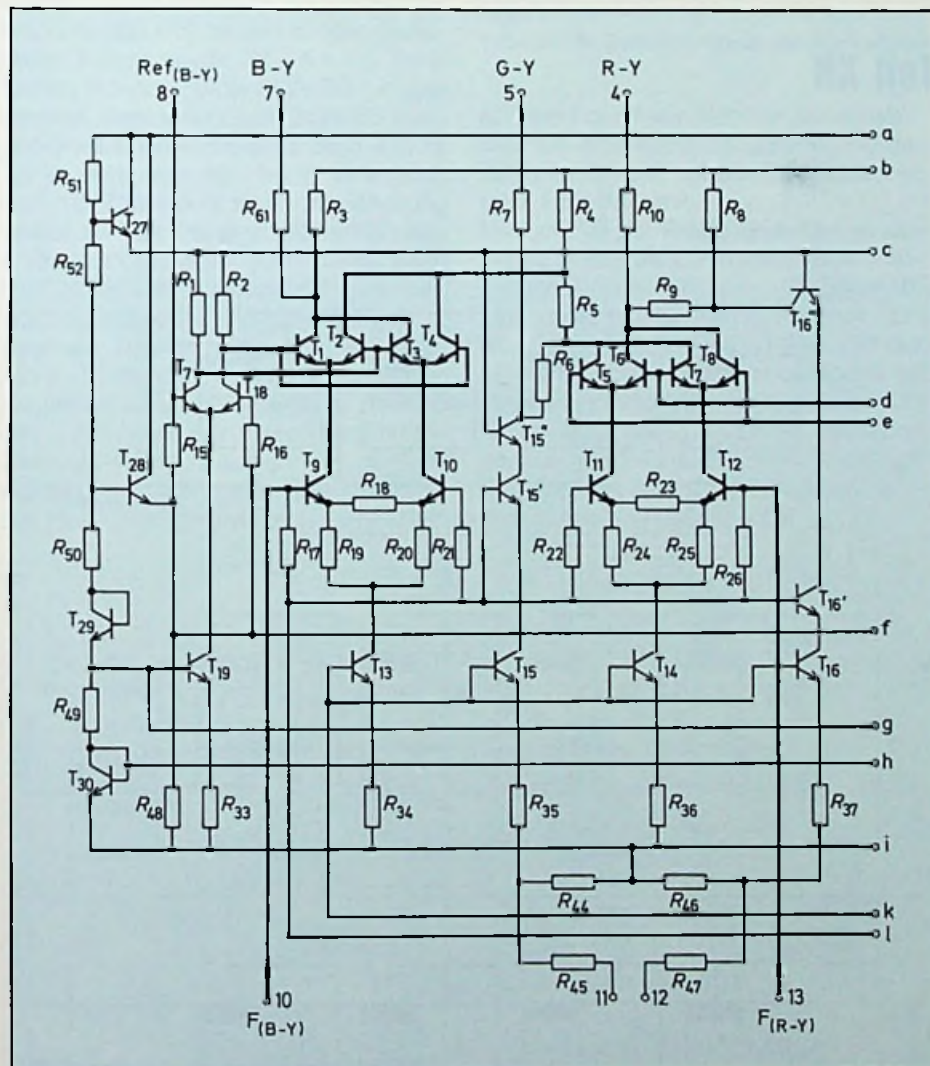 Ref(B-Y) B-Y G-Y R-Y
8 7 5 4
a
b
R51 R61 R3 R7 R4 R10 R8
T27
c
R52 R1 R2
R5 R9 T16"
T1 T2 T3 T4 R6 T5 T6 T7 T8
T7 T18
d
e
R15 R16 T15"
T28 T9 R18 T10 T15' T11 R23 T12
R50 R17 R19 R20 R21 R22 R24 R25 R26
T16'
T29
f
T19 T13 T15 T14 T16
R49
g
h
T30
R48 R33 R34 R35 R36 R37
i
R44 R46
k
l
R45 11 12 R47
10 13
F(B-Y) F(R-Y)